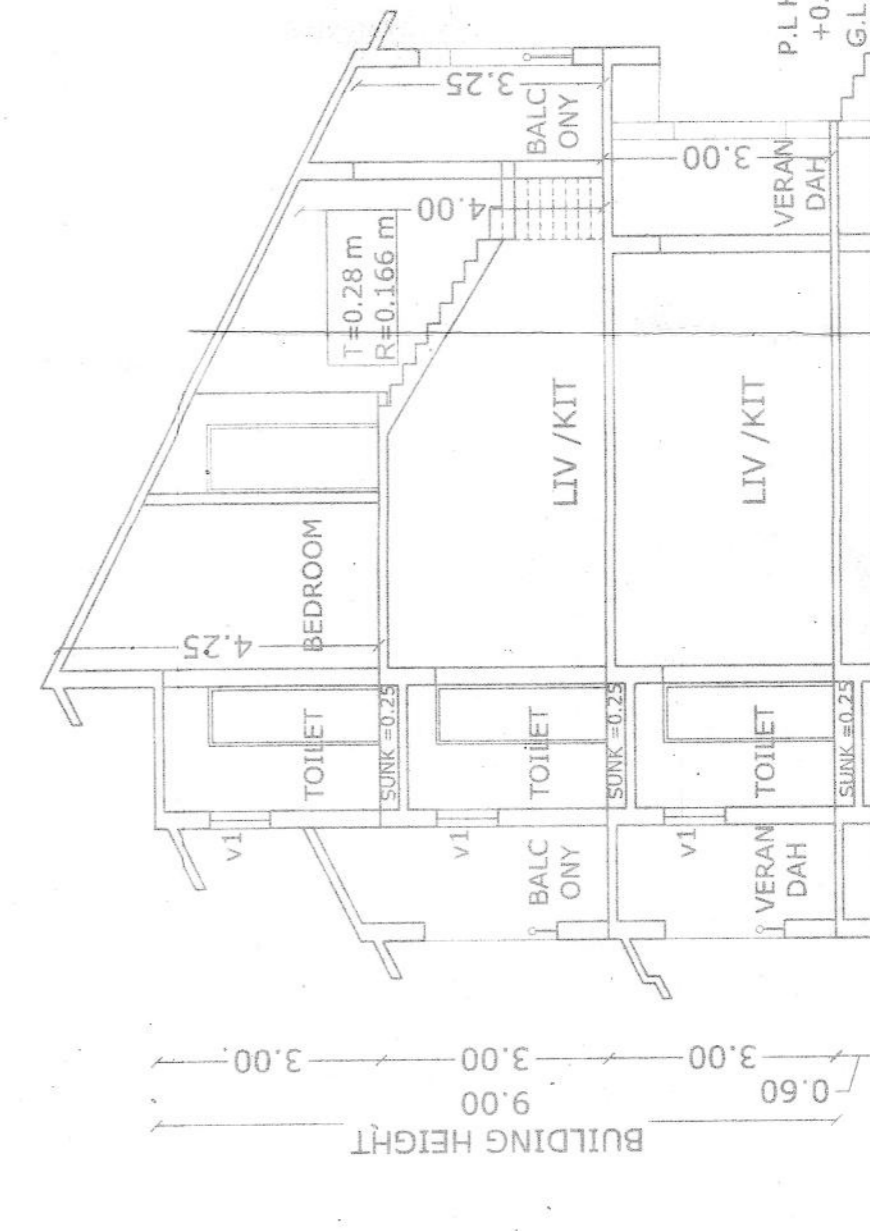 P.L
+0.
G.L
3.25
BALC
ONY
3.00
VERAN
DAH
4.00
T=0.28 m
R=0.166 m
LIV /KIT
LIV /KIT
BEDROOM
4.25
TOILET
SUNK =0.25
TOILET
SUNK =0.25
TOILET
SUNK =0.25
v1
v1
v1
BALC
ONY
VERAN
DAH
3.00
3.00
3.00
0.60
9.00
BUILDING HEIGHT